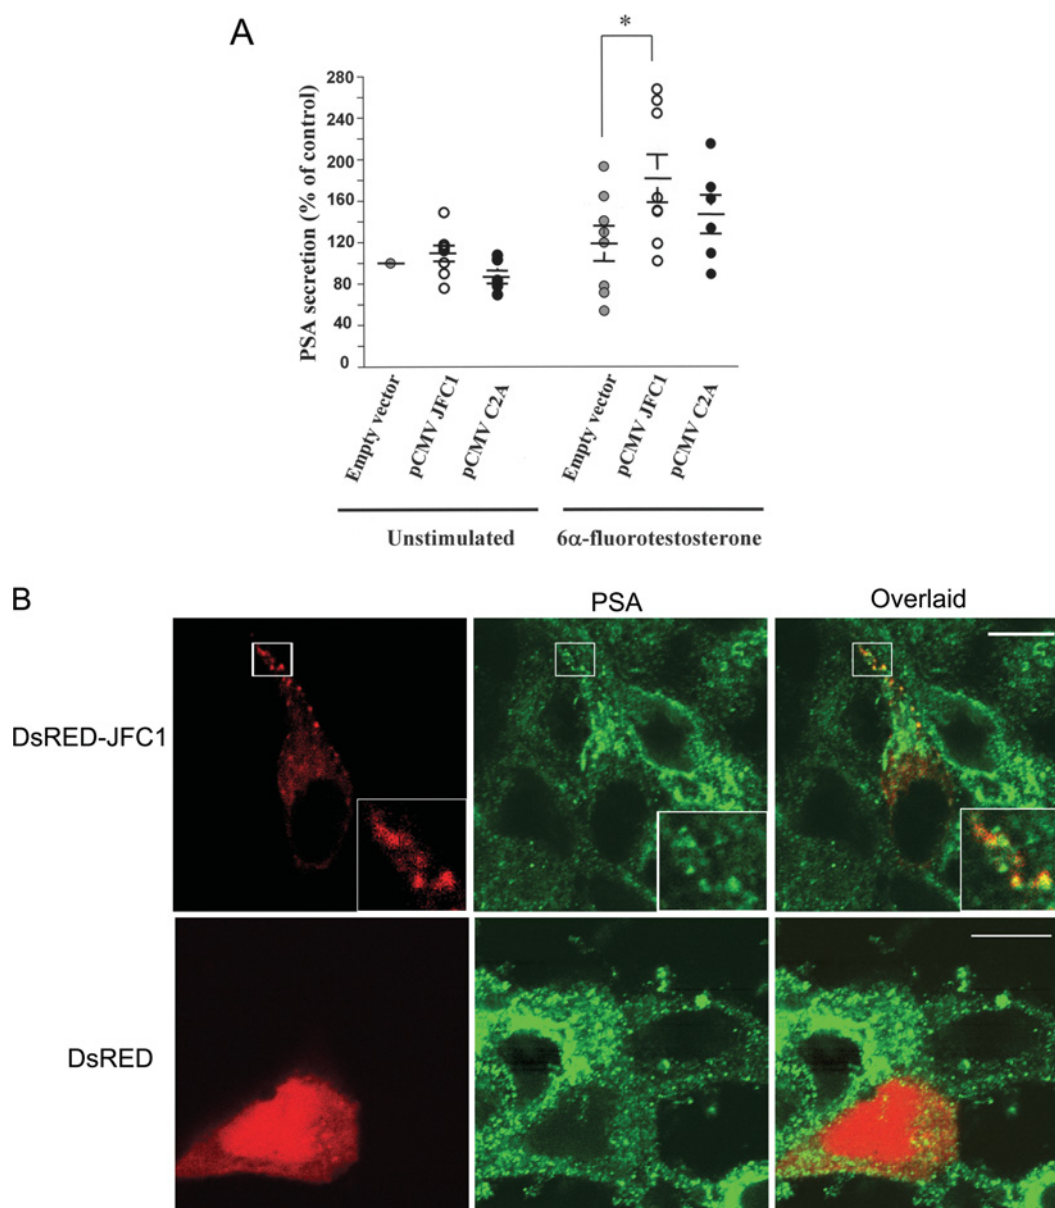 A
*
PSA secretion (% of control)
280
240
200
160
120
80
40
0
Empty vector
pCMV JFC1
pCMV C2A
Empty vector
pCMV JFC1
pCMV C2A
Unstimulated
6α-fluorotestosterone
B
PSA
Overlaid
DsRED-JFC1
DsRED